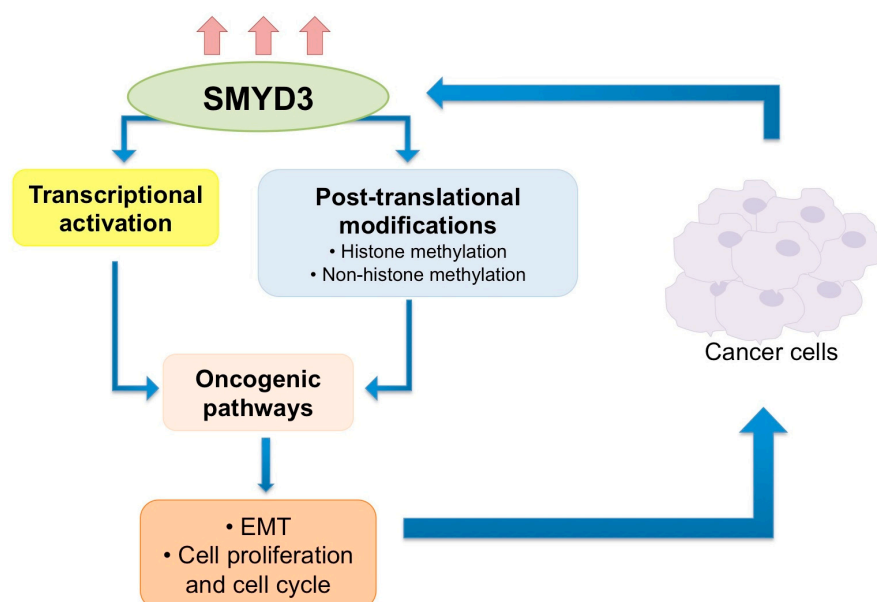 SMYD3
Transcriptional
activation
Post-translational
modifications
• Histone methylation
• Non-histone methylation
Oncogenic
pathways
• EMT
• Cell proliferation
and cell cycle
Cancer cells